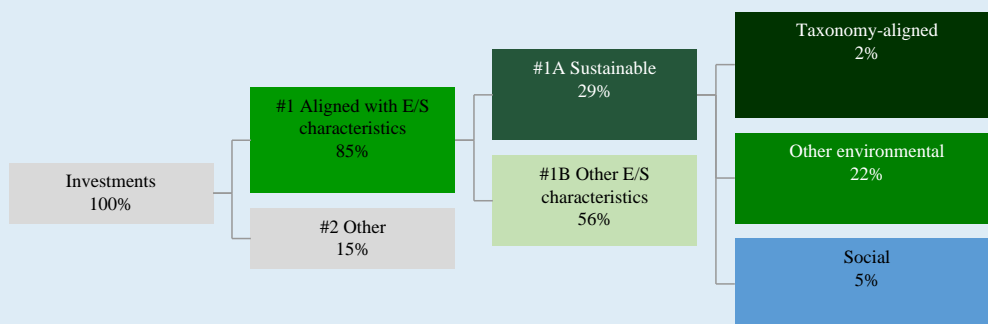 Investments
100%
#1 Aligned with E/S
characteristics
85%
#2 Other
15%
#1A Sustainable
29%
#1B Other E/S
characteristics
56%
Taxonomy-aligned
2%
Other environmental
22%
Social
5%